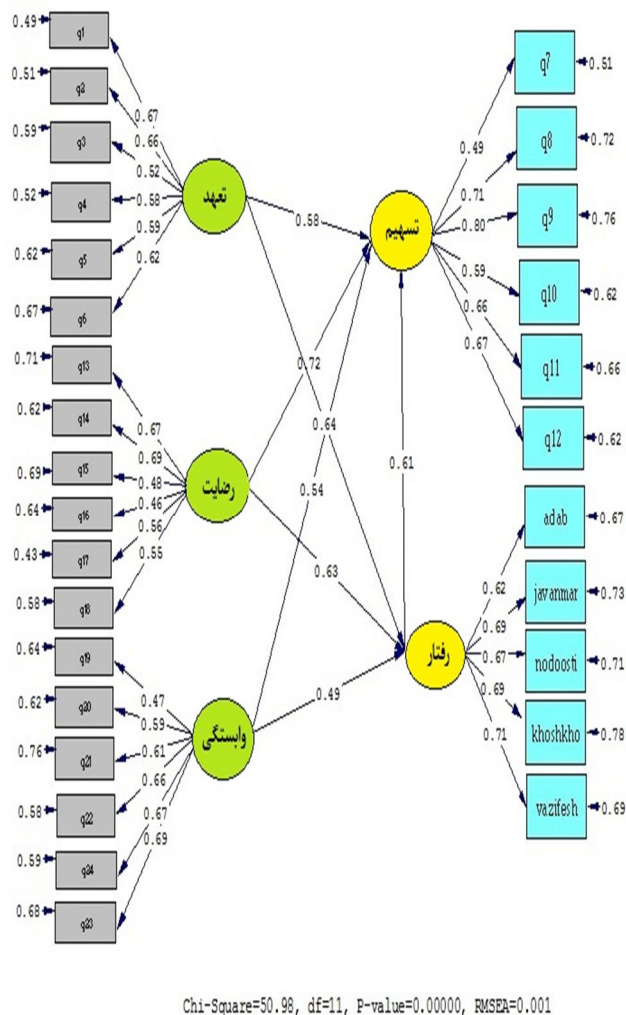 0.49 q1
0.51 q2
0.59 q3
0.52 q4
0.62 q5
0.67 q6
0.71 q13
0.62 q14
0.69 q15
0.64 q16
0.43 q17
0.58 q18
0.64 q19
0.62 q20
0.76 q21
0.58 q22
0.59 q24
0.68 q23
0.67
0.66
0.52
0.58
0.59
0.62
0.67
0.69
0.48
0.46
0.56
0.55
0.47
0.59
0.61
0.66
0.67
0.69
تعهد
رضایت
وابستگی
0.58
0.72
0.64
0.54
0.63
0.49
0.61
تسهیم
رفتار
0.49
0.71
0.80
0.59
0.66
0.67
0.62
0.69
0.67
0.69
0.71
q7 0.51
q8 0.72
q9 0.76
q10 0.62
q11 0.66
q12 0.62
adab 0.67
javanmar 0.73
nodoosti 0.71
khoshkho 0.78
vazifesh 0.69
Chi-Square=50.98, df=11, P-value=0.00000, RMSEA=0.001